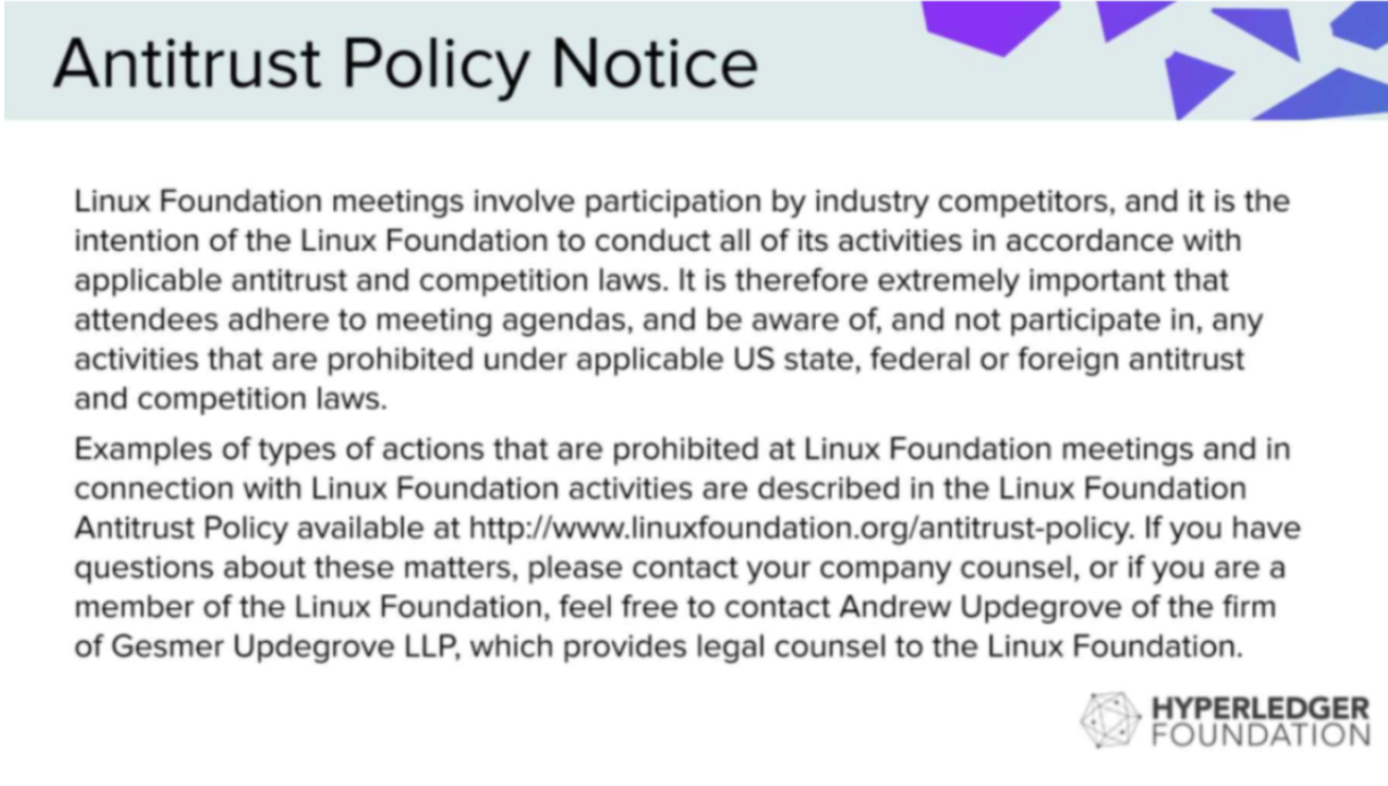 Antitrust Policy Notice
Linux Foundation meetings involve participation by industry competitors, and it is the
intention of the Linux Foundation to conduct all of its activities in accordance with
applicable antitrust and competition laws. It is therefore extremely important that
attendees adhere to meeting agendas, and be aware of, and not participate in, any
activities that are prohibited under applicable US state, federal or foreign antitrust
and competition laws.
Examples of types of actions that are prohibited at Linux Foundation meetings and in
connection with Linux Foundation activities are described in the Linux Foundation
Antitrust Policy available at http://www.linuxfoundation.org/antitrust-policy. If you have
questions about these matters, please contact your company counsel, or if you are a
member of the Linux Foundation, feel free to contact Andrew Updegrove of the firm
of Gesmer Updegrove LLP, which provides legal counsel to the Linux Foundation.
HYPERLEDGER
FOUNDATION